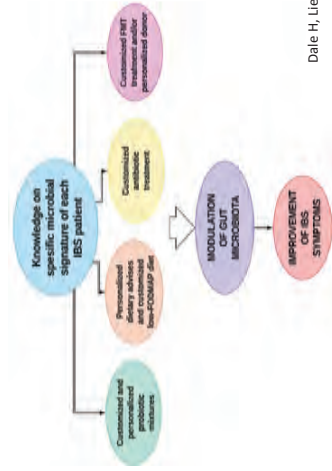 Knowledge on
spesific microbial
signature of each
IBS patient
Customized and
personalized
probiotic
mixtures
Personalized
dietary advises
and customized
low-FODMAP diet
Customized
antibiotic
treatment
Customized FMT
treatment and/or
personalized donor
MODULATION
OF GUT
MICROBIOTA
IMPROVEMENT
OF IBS
SYMPTOMS
Dale H, Lie